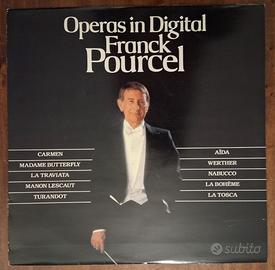 Operas in Digital
Franck
Pourcel
CARMEN
MADAME BUTTERFLY
LA TRAVIATA
MANON LESCAUT
TURANDOT
AÏDA
WERTHER
NABUCCO
LA BOHÈME
LA TOSCA
subito